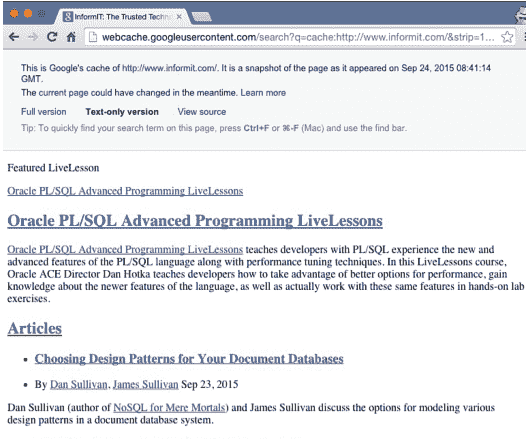 InformIT: The Trusted Techn
webcache.googleusercontent.com/search?q=cache:http://www.informit.com/&strip=1...
This is Google's cache of http://www.informit.com/. It is a snapshot of the page as it appeared on Sep 24, 2015 08:41:14
GMT.
The current page could have changed in the meantime. Learn more
Full version Text-only version View source
Tip: To quickly find your search term on this page, press Ctrl+F or ⌘-F (Mac) and use the find bar.
Featured LiveLesson
Oracle PL/SQL Advanced Programming LiveLessons
Oracle PL/SQL Advanced Programming LiveLessons
Oracle PL/SQL Advanced Programming LiveLessons teaches developers with PL/SQL experience the new and
advanced features of the PL/SQL language along with performance tuning techniques. In this LiveLessons course,
Oracle ACE Director Dan Hotka teaches developers how to take advantage of better options for performance, gain
knowledge about the newer features of the language, as well as actually work with these same features in hands-on lab
exercises.
Articles
Choosing Design Patterns for Your Document Databases
By Dan Sullivan, James Sullivan Sep 23, 2015
Dan Sullivan (author of NoSQL for Mere Mortals) and James Sullivan discuss the options for modeling various
design patterns in a document database system.